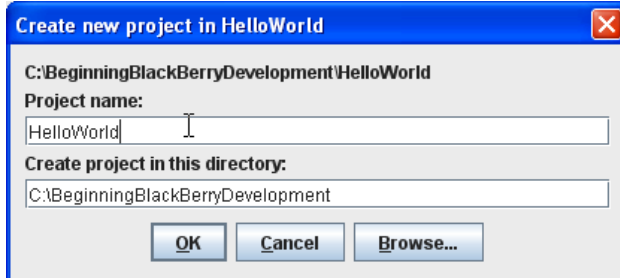 Create new project in HelloWorld
C:\BeginningBlackBerryDevelopment\HelloWorld
Project name:
HelloWorld
Create project in this directory:
C:\BeginningBlackBerryDevelopment
OK Cancel Browse...